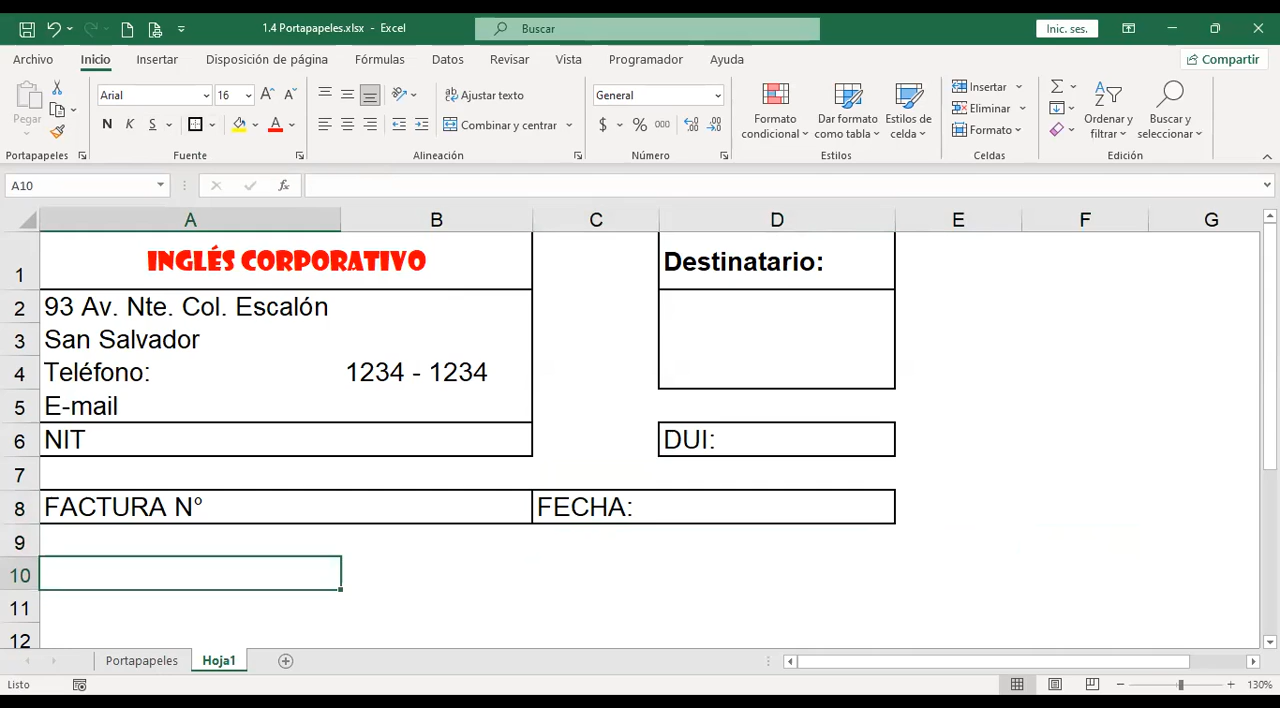 1.4 Portapapeles.xlsx - Excel
Buscar
Inic. ses.
Archivo Inicio Insertar Disposición de página Fórmulas Datos Revisar Vista Programador Ayuda
Compartir
Pegar
Arial 16
Ajustar texto
General
Formato condicional
Dar formato como tabla
Estilos de celda
Insertar
Eliminar
Formato
Ordenar y filtrar
Buscar y seleccionar
N K S
Combinar y centrar
$ % 000
Portapapeles Fuente Alineación Número Estilos Celdas Edición
A10
fx
A B C D E F G
1 INGLÉS CORPORATIVO Destinatario:
2 93 Av. Nte. Col. Escalón
3 San Salvador
4 Teléfono: 1234 - 1234
5 E-mail
6 NIT DUI:
7
8 FACTURA N° FECHA:
9
10
11
12
Portapapeles Hoja1
Listo
130%